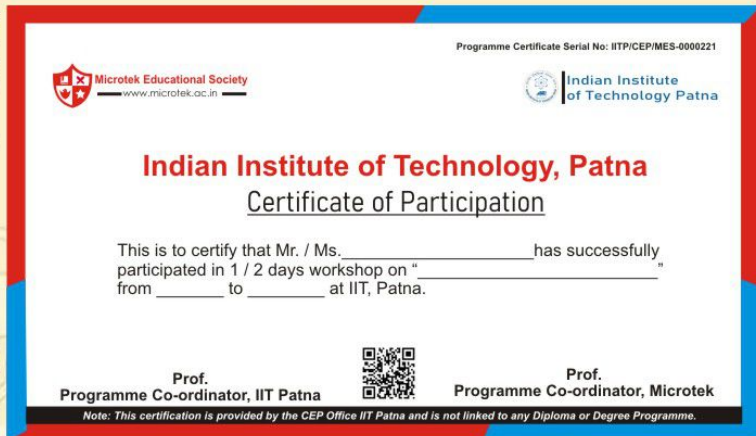 Programme Certificate Serial No: IITP/CEP/MES-0000221
Microtek Educational Society
www.microtek.ac.in
Indian Institute
of Technology Patna
Indian Institute of Technology, Patna
Certificate of Participation
This is to certify that Mr. / Ms.______________________has successfully
participated in 1 / 2 days workshop on “___________________________”
from ________ to _________ at IIT, Patna.
Prof.
Programme Co-ordinator, IIT Patna
Prof.
Programme Co-ordinator, Microtek
Note: This certification is provided by the CEP Office IIT Patna and is not linked to any Diploma or Degree Programme.